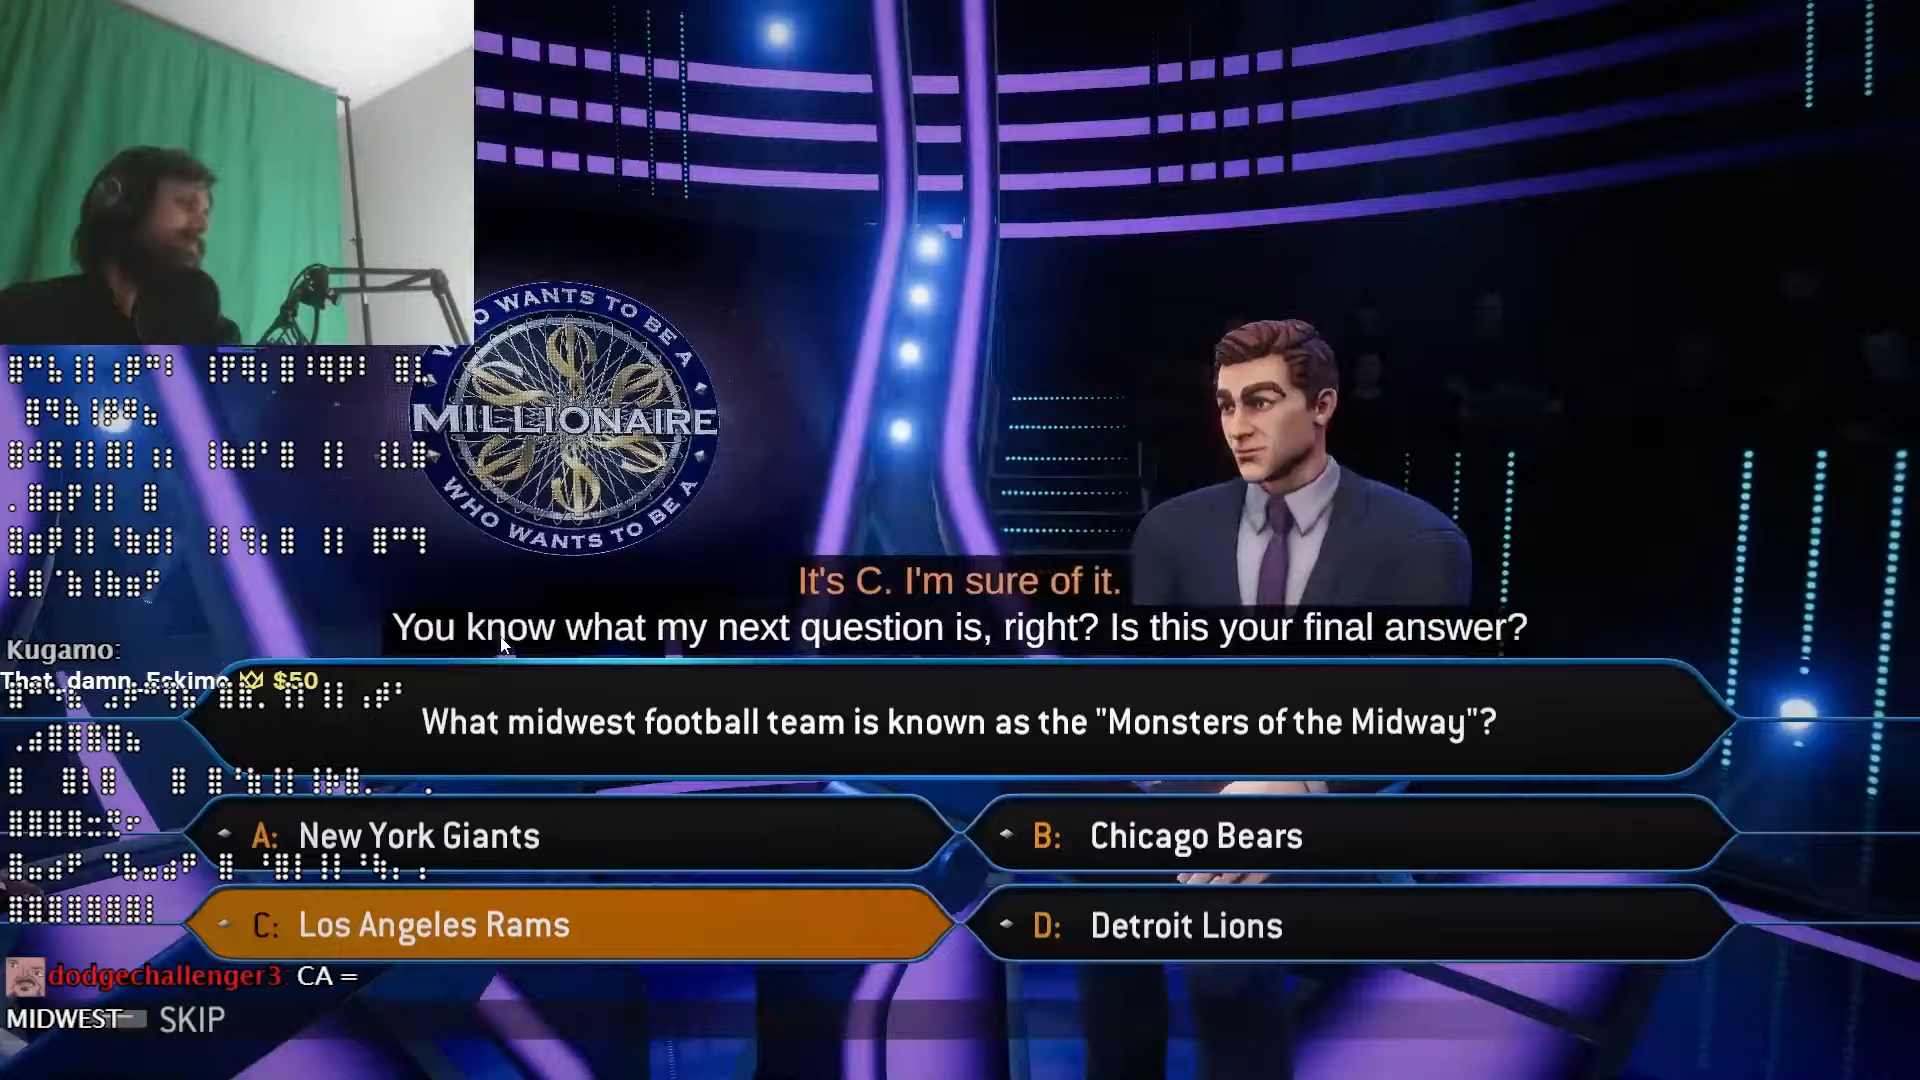 WHO WANTS TO BE A
MILLIONAIRE
WHO WANTS TO BE A
It's C. I'm sure of it.
You know what my next question is, right? Is this your final answer?
Kugamo:
That damn Eskimo $50
What midwest football team is known as the "Monsters of the Midway"?
A: New York Giants
B: Chicago Bears
C: Los Angeles Rams
D: Detroit Lions
dodgechallenger3: CA =
MIDWEST
SKIP